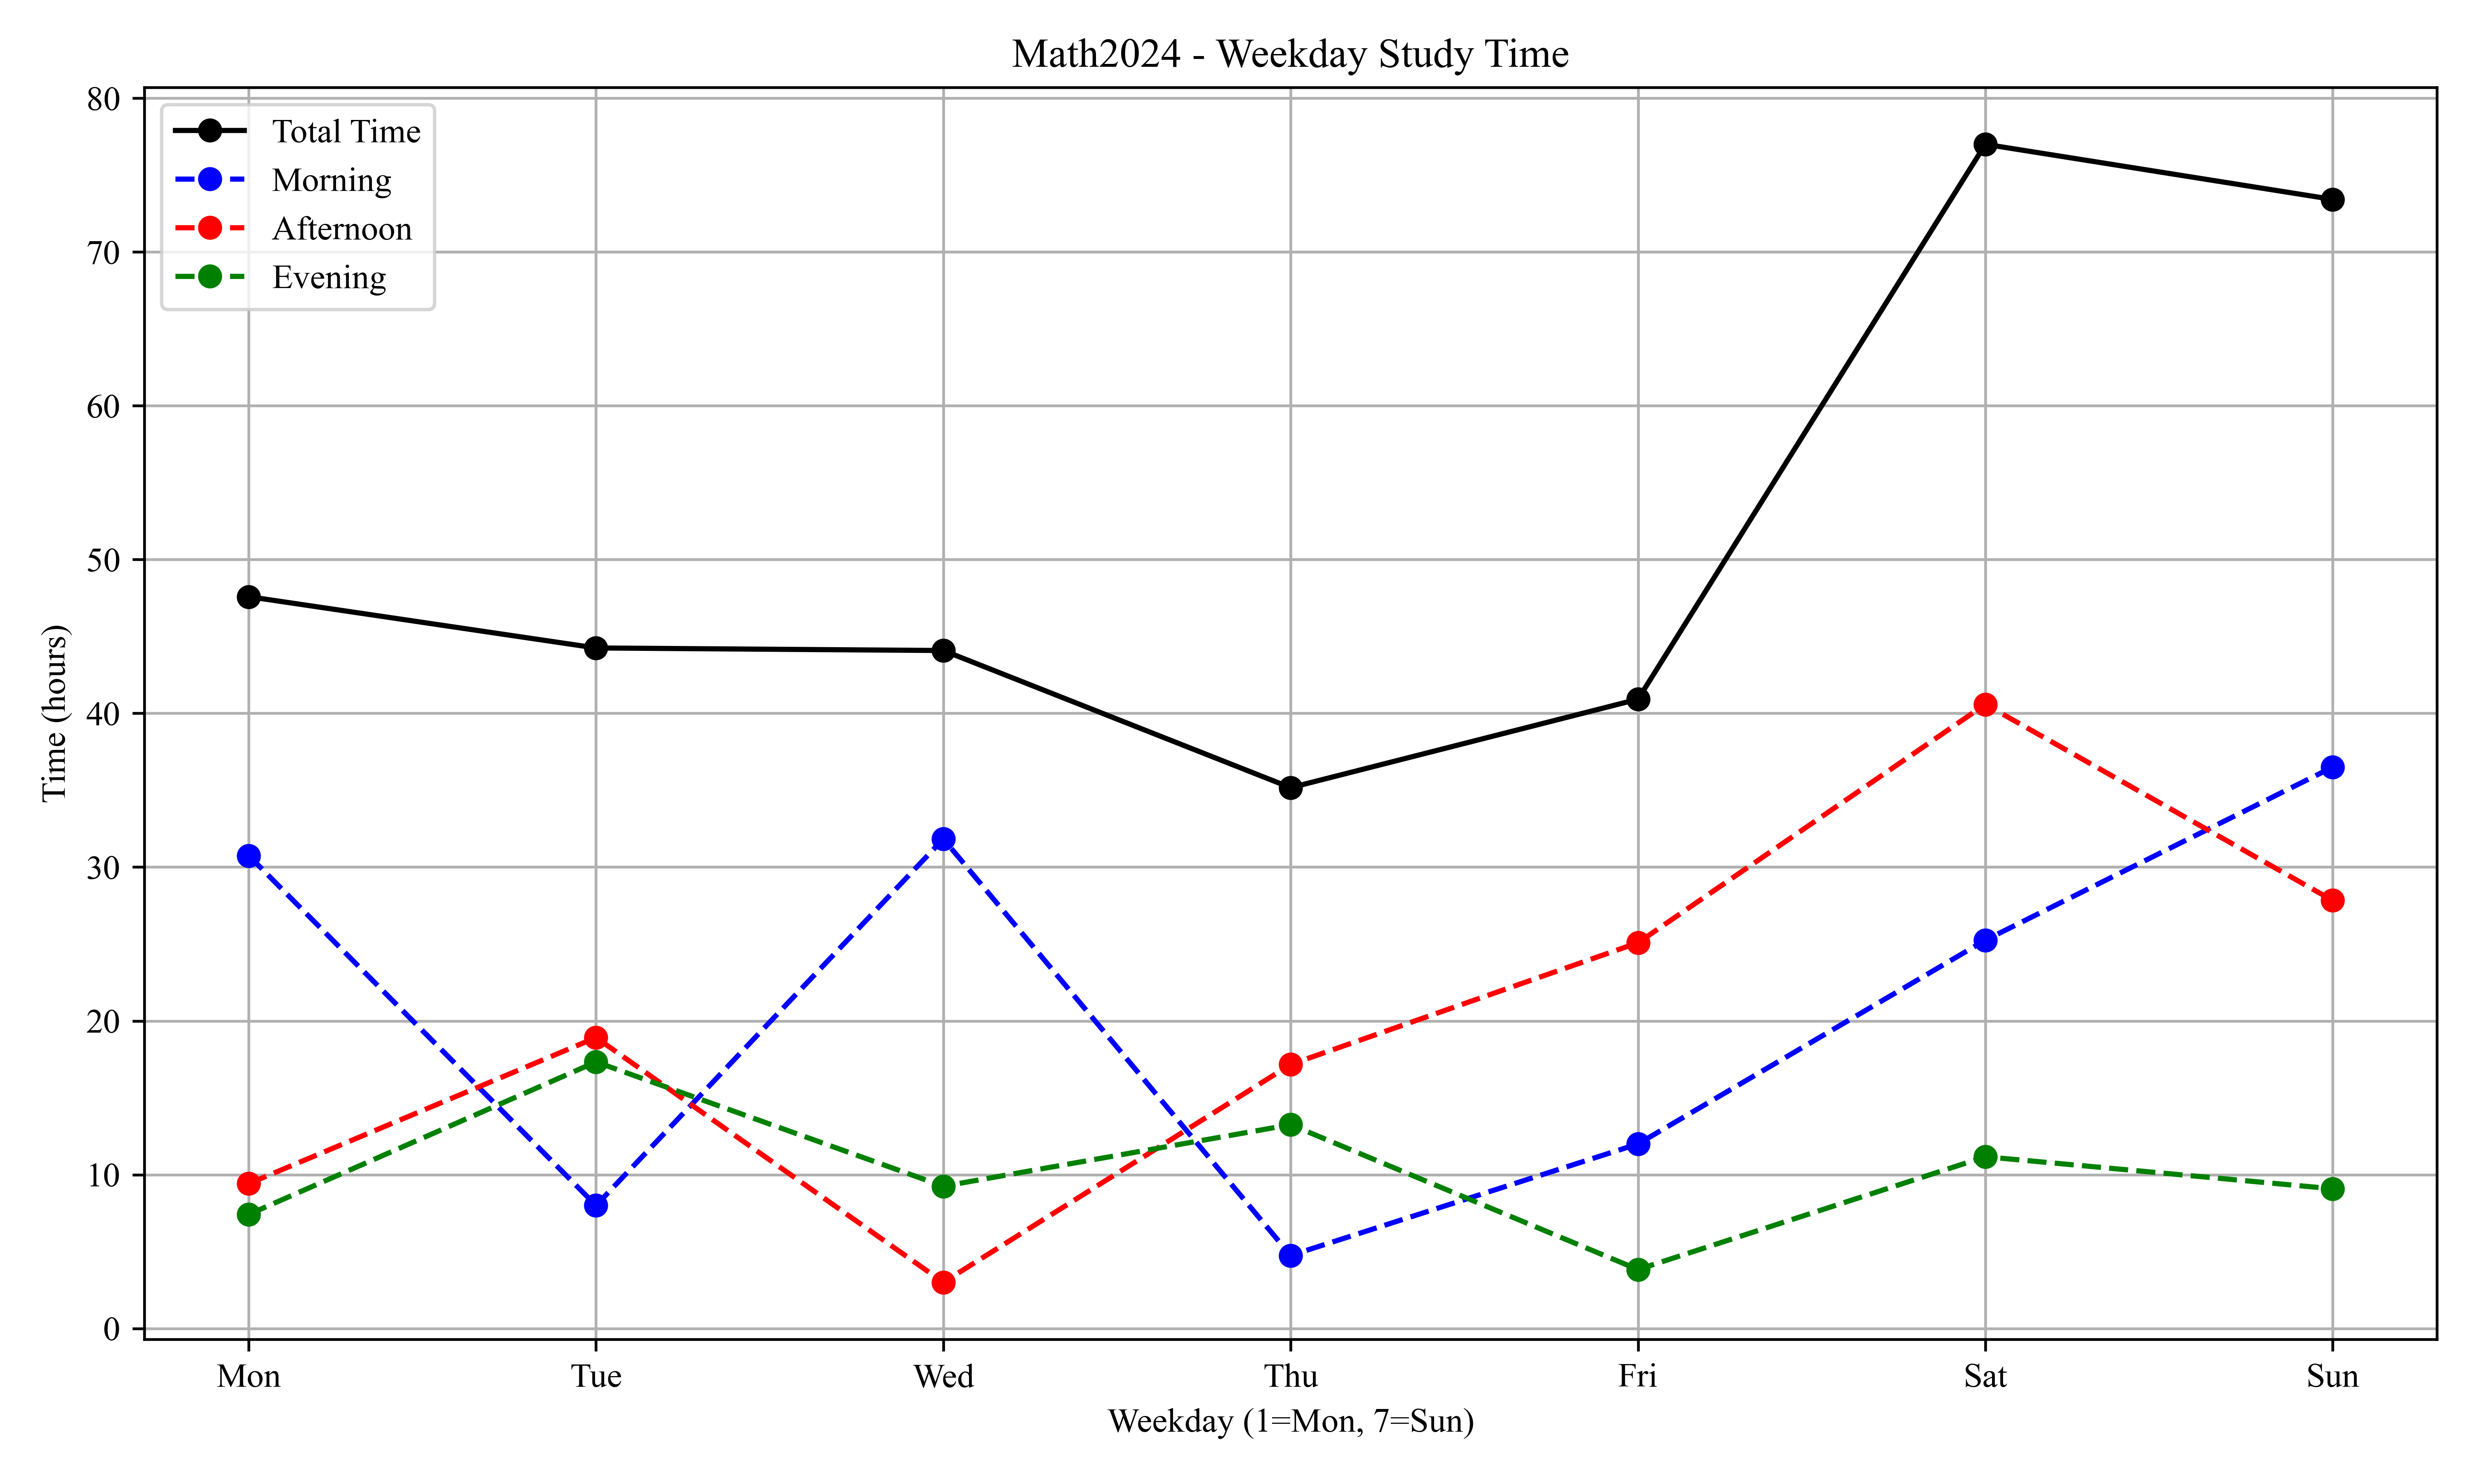 Math2024 - Weekday Study Time
80
70
60
50
40
30
20
10
0
Time (hours)
Total Time
Morning
Afternoon
Evening
Mon Tue Wed Thu Fri Sat Sun
Weekday (1=Mon, 7=Sun)